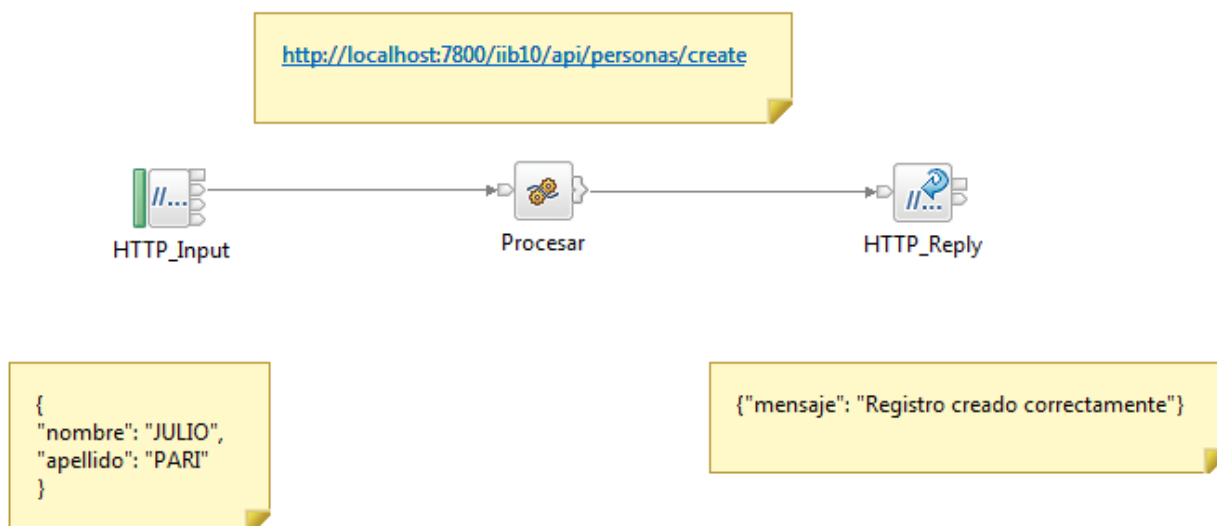 http://localhost:7800/iib10/api/personas/create
//...
//...
HTTP_Input
Procesar
HTTP_Reply
{
"nombre": "JULIO",
"apellido": "PARI"
}
{"mensaje": "Registro creado correctamente"}